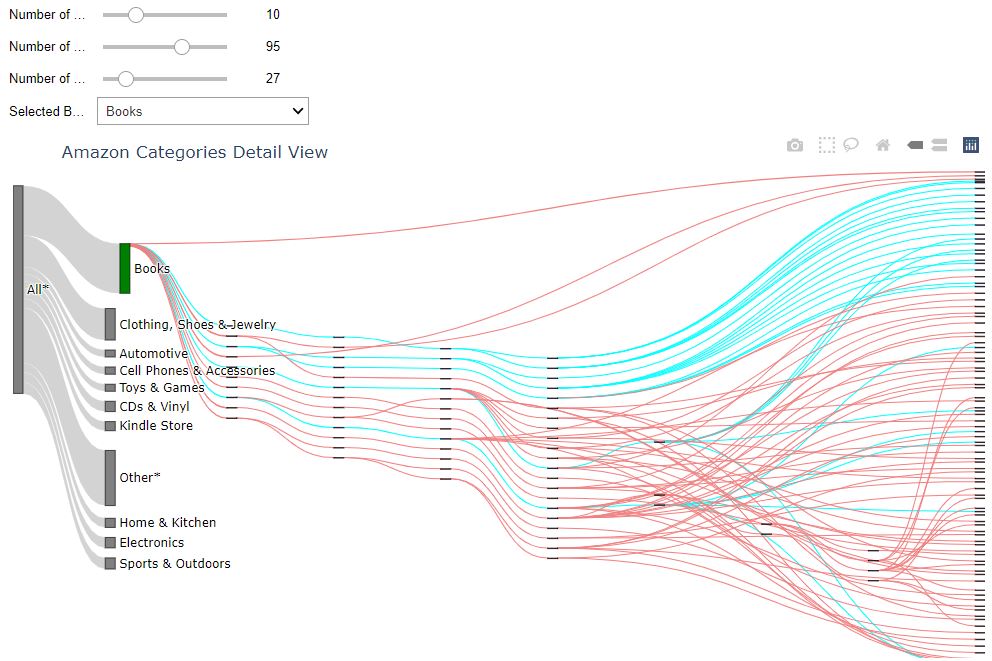 Number of ...
10
Number of ...
95
Number of ...
27
Selected B...
Books
Amazon Categories Detail View
All*
Books
Clothing, Shoes & Jewelry
Automotive
Cell Phones & Accessories
Toys & Games
CDs & Vinyl
Kindle Store
Other*
Home & Kitchen
Electronics
Sports & Outdoors